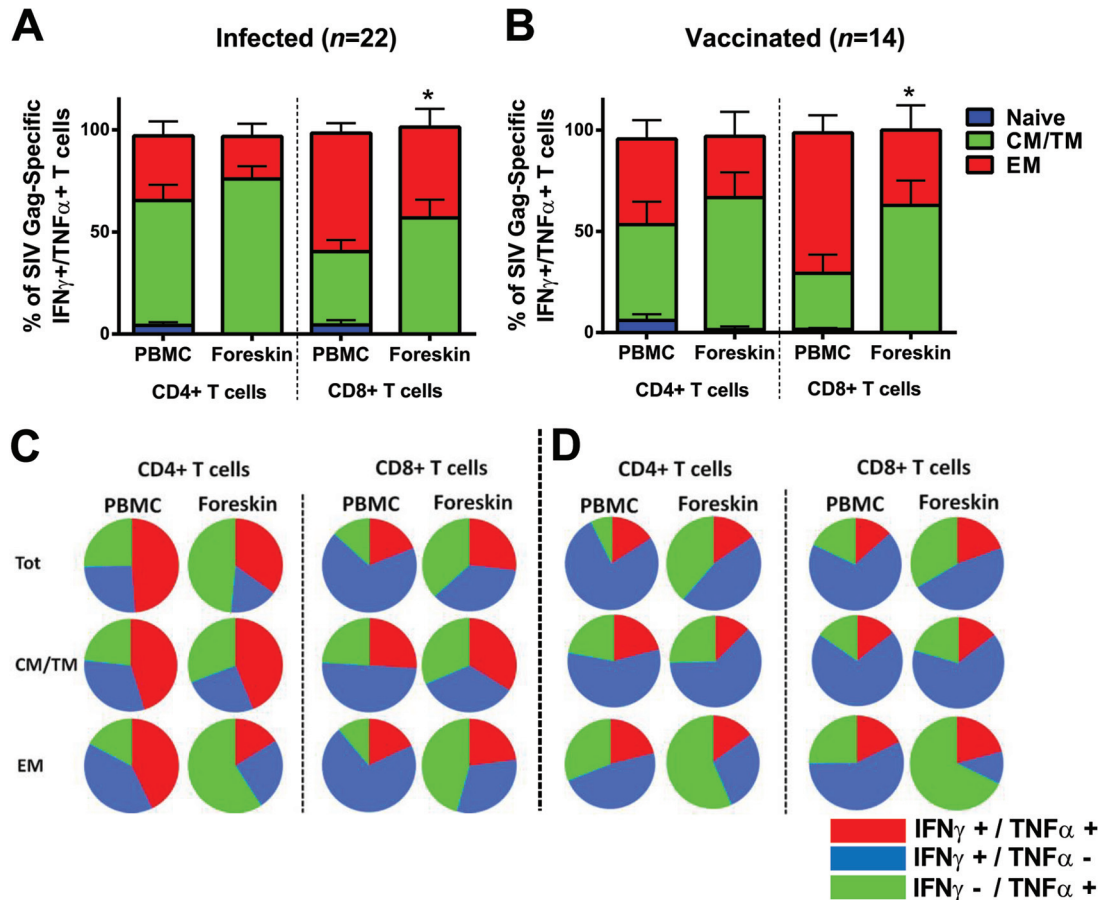 A
Infected (n=22)
% of SIV Gag-Specific
IFNγ+/TNFα+ T cells
100
50
0
*
PBMC Foreskin PBMC Foreskin
CD4+ T cells CD8+ T cells
B
Vaccinated (n=14)
% of SIV Gag-Specific
IFNγ+/TNFα+ T cells
100
50
0
*
PBMC Foreskin PBMC Foreskin
CD4+ T cells CD8+ T cells
Naive
CM/TM
EM
C
CD4+ T cells CD8+ T cells
PBMC Foreskin PBMC Foreskin
Tot
CM/TM
EM
D
CD4+ T cells CD8+ T cells
PBMC Foreskin PBMC Foreskin
IFNγ + / TNFα +
IFNγ + / TNFα -
IFNγ - / TNFα +